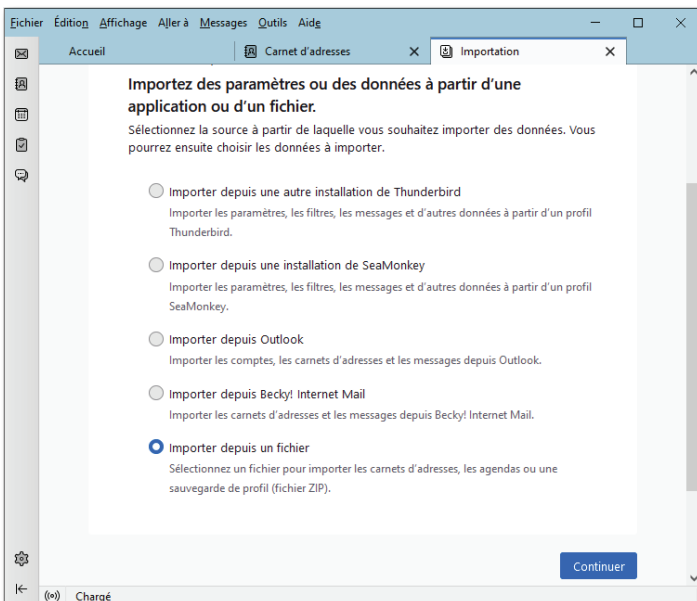 Fichier Édition Affichage Aller à Messages Outils Aide
Accueil Carnet d'adresses Importation
Importez des paramètres ou des données à partir d'une
application ou d'un fichier.
Sélectionnez la source à partir de laquelle vous souhaitez importer des données. Vous
pourrez ensuite choisir les données à importer.
Importer depuis une autre installation de Thunderbird
Importer les paramètres, les filtres, les messages et d'autres données à partir d'un profil
Thunderbird.
Importer depuis une installation de SeaMonkey
Importer les paramètres, les filtres, les messages et d'autres données à partir d'un profil
SeaMonkey.
Importer depuis Outlook
Importer les comptes, les carnets d'adresses et les messages depuis Outlook.
Importer depuis Becky! Internet Mail
Importer les carnets d'adresses et les messages depuis Becky! Internet Mail.
Importer depuis un fichier
Sélectionnez un fichier pour importer les carnets d'adresses, les agendas ou une
sauvegarde de profil (fichier ZIP).
Continuer
Chargé